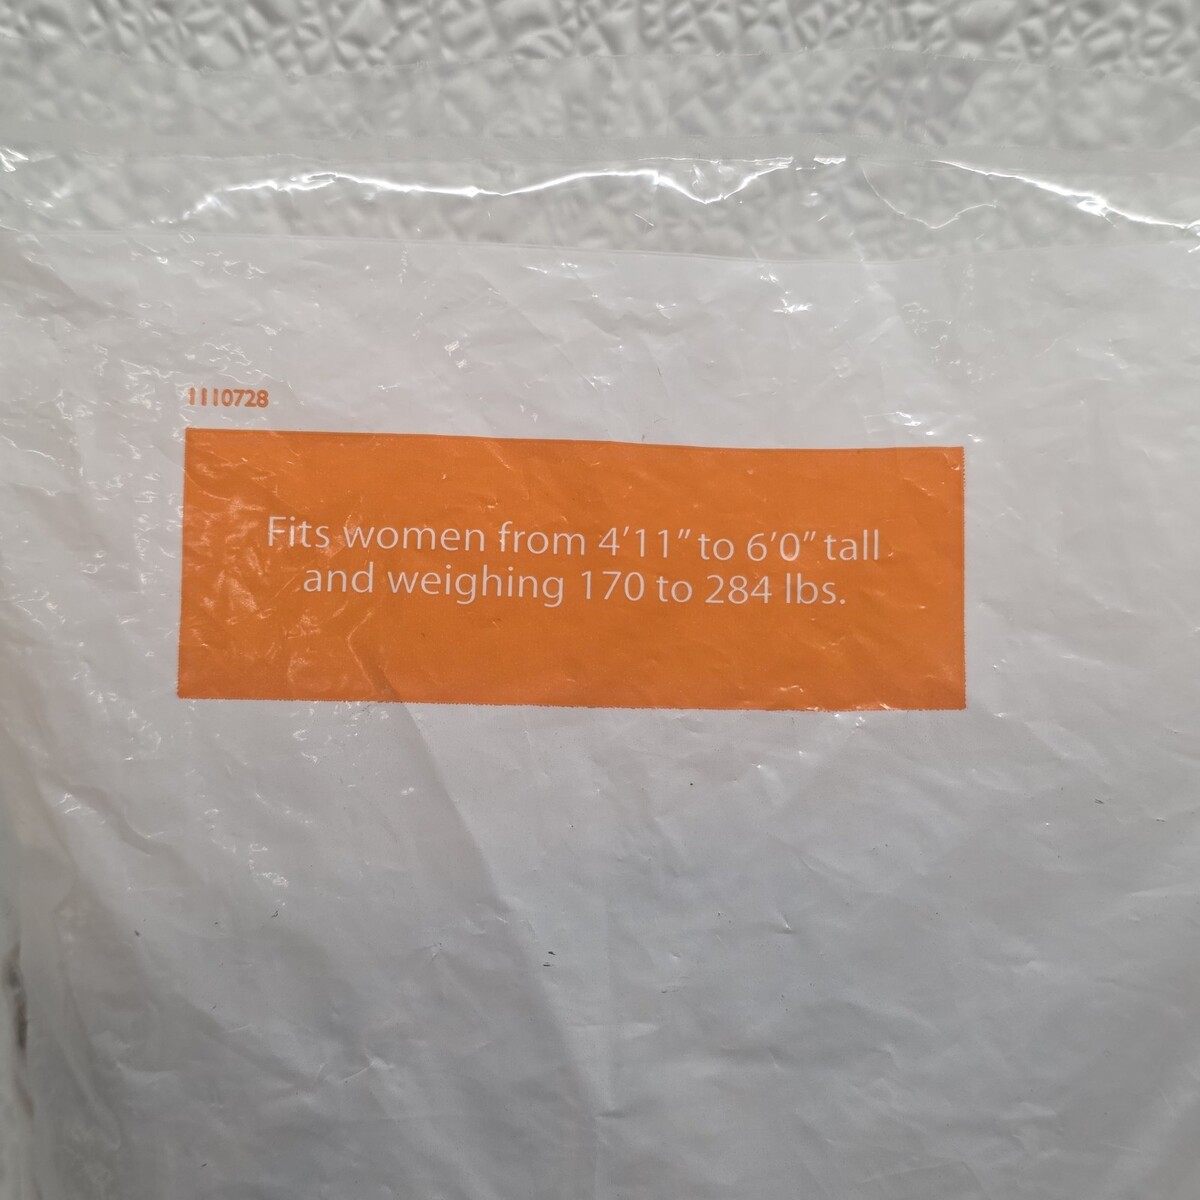 1110728
Fits women from 4’11” to 6’0” tall
and weighing 170 to 284 lbs.